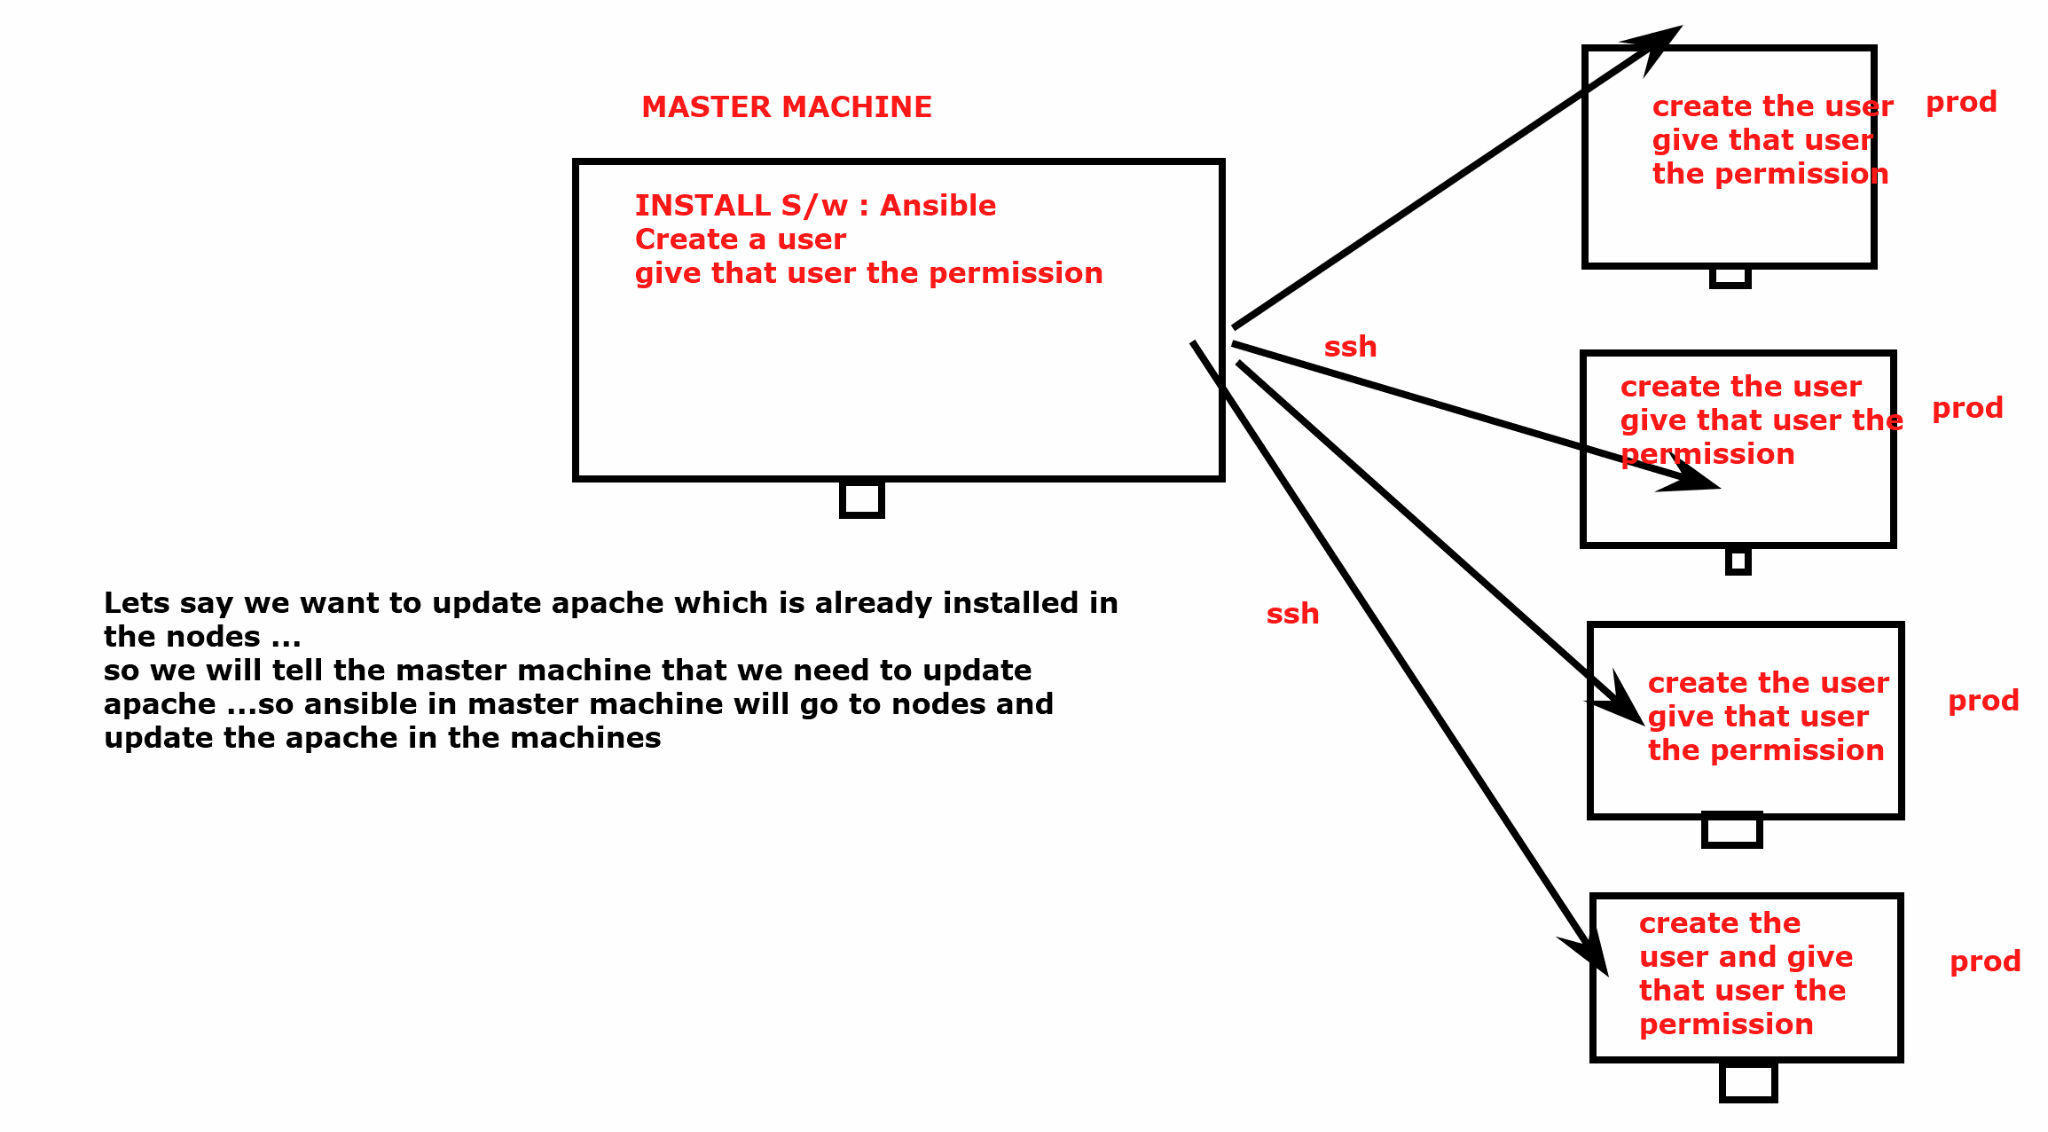 MASTER MACHINE
INSTALL S/w : Ansible
Create a user
give that user the permission
create the user
give that user
the permission
prod
ssh
create the user
give that user the
permission
prod
Lets say we want to update apache which is already installed in
the nodes ...
so we will tell the master machine that we need to update
apache ...so ansible in master machine will go to nodes and
update the apache in the machines
ssh
create the user
give that user
the permission
prod
create the
user and give
that user the
permission
prod